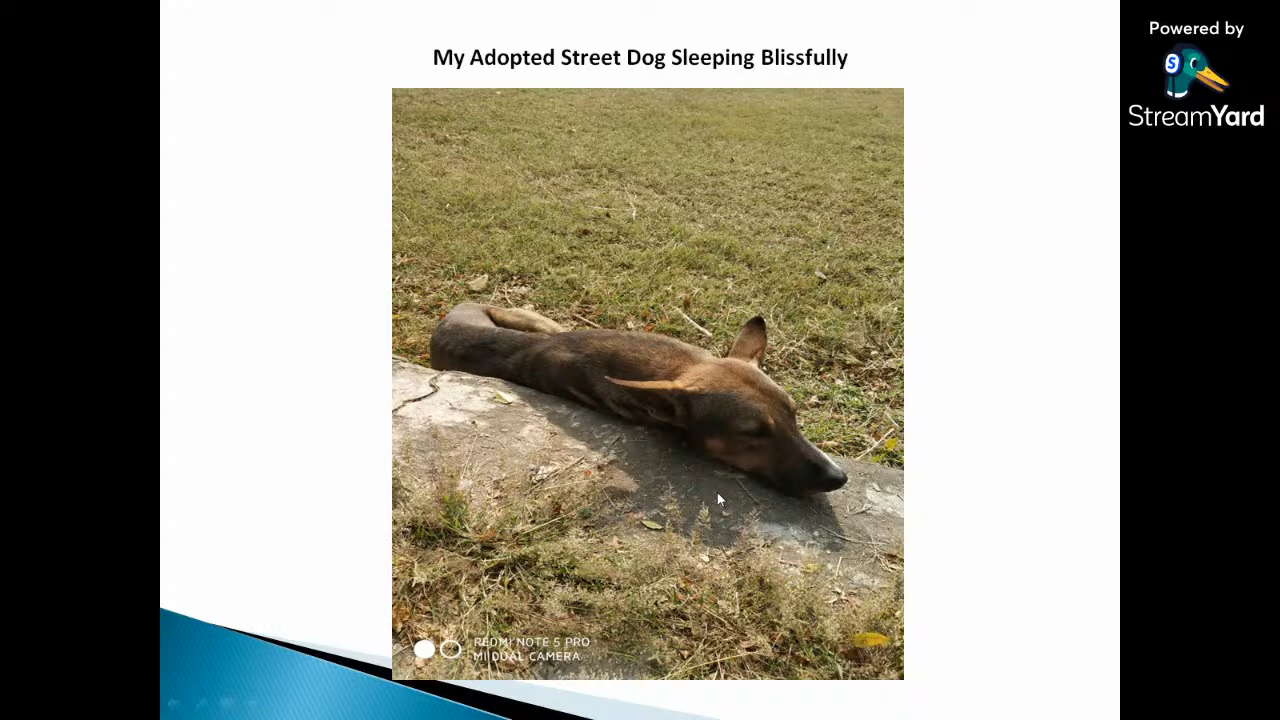 My Adopted Street Dog Sleeping Blissfully
Powered by
S
StreamYard
REDMI NOTE 5 PRO
MI DUAL CAMERA